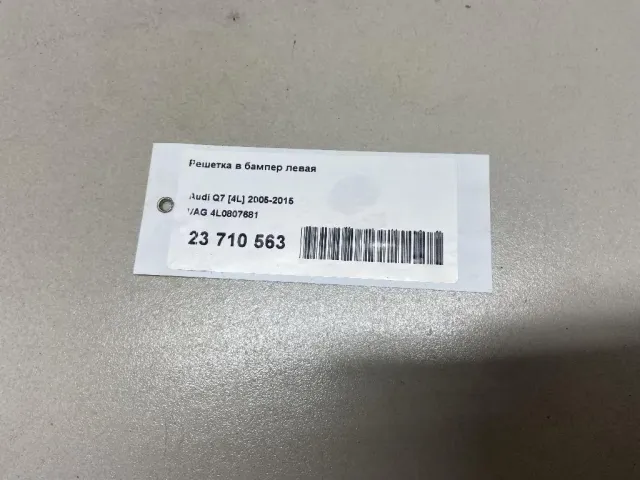 Решетка в бампер левая
Audi Q7 [4L] 2005-2015
VAG 4L0807681
23 710 563